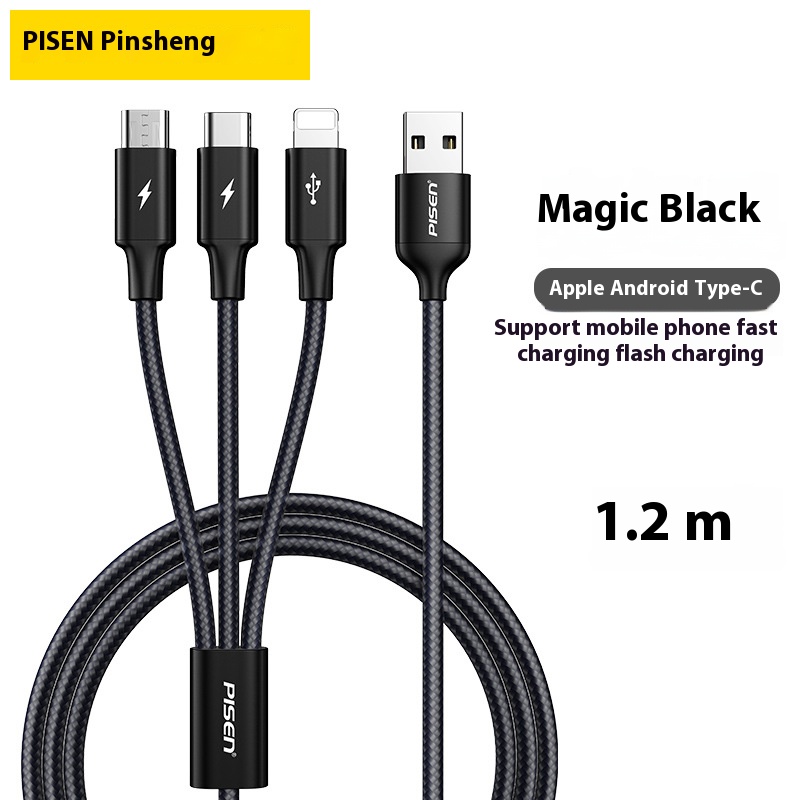 PISEN Pinsheng
PISEN
Magic Black
Apple Android Type-C
Support mobile phone fast
charging flash charging
1.2 m
PISEN